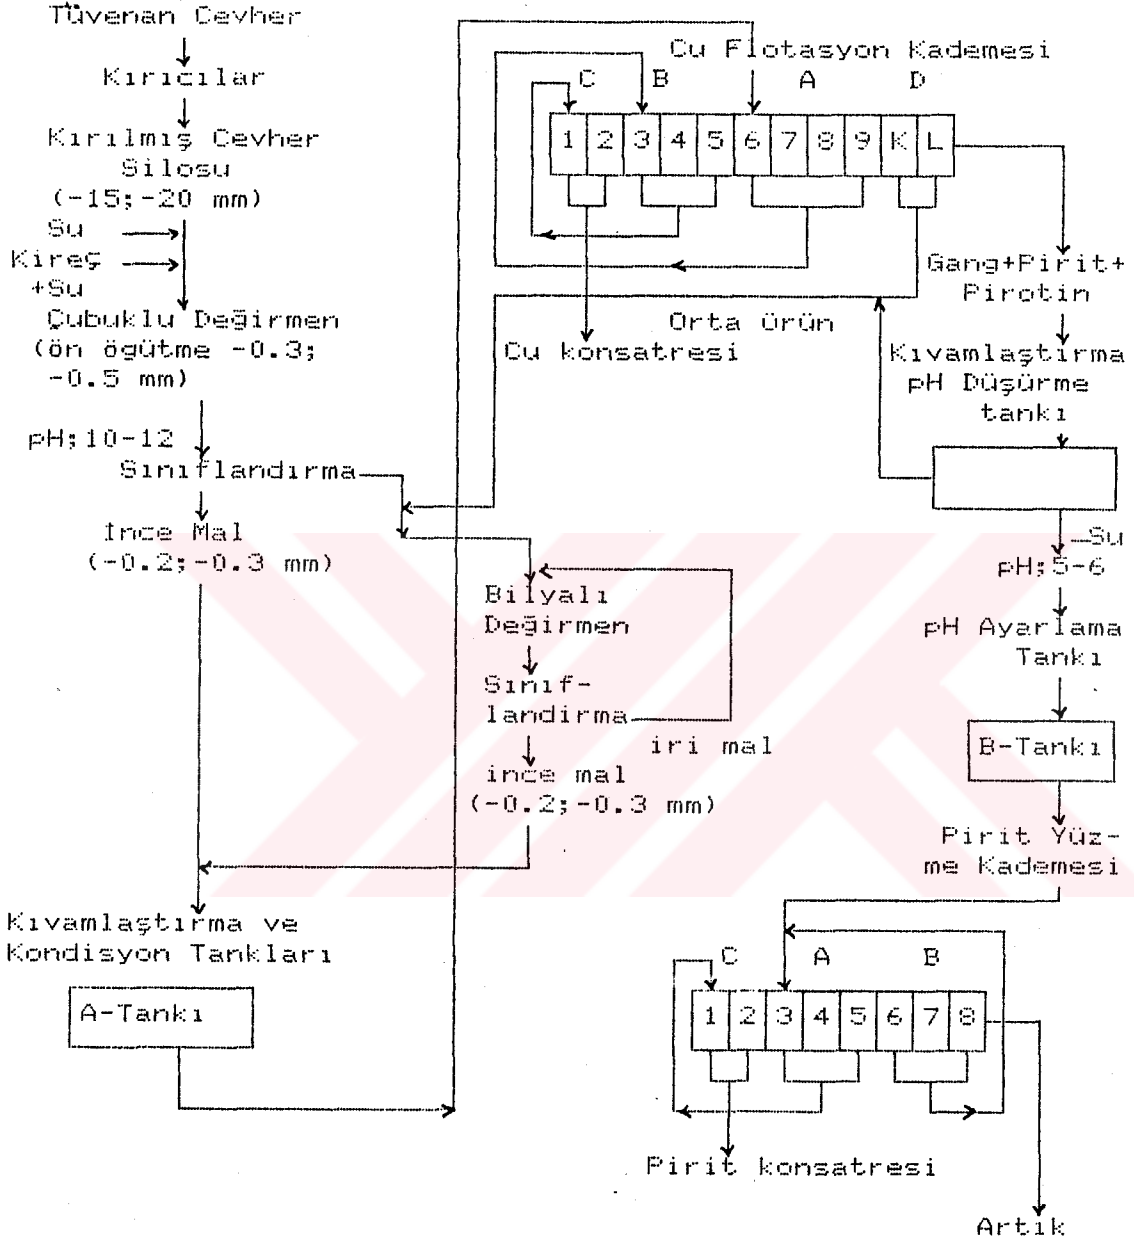 Tüvenan Cevher
Kırıcılar
Kırılmış Cevher
Silosu
(-15;-20 mm)
Su
Kireç
+Su
Çubuklu Değirmen
(ön ögütme -0.3;
-0.5 mm)
pH;10-12
Sınıflandırma
İnce Mal
(-0.2;-0.3 mm)
Kıvamlaştırma ve
Kondisyon Tankları
A-Tankı
Cu Flotasyon Kademesi
C B A D
1 2 3 4 5 6 7 8 9 K L
Orta ürün
Cu konsatresi
Bilyalı
Değirmen
Sınıf-
landırma
iri mal
ince mal
(-0.2;-0.3 mm)
Gang+Pirit+
Pirotin
Kıvamlaştırma
pH Düşürme
tankı
Su
pH;5-6
pH Ayarlama
Tankı
B-Tankı
Pirit Yüz-
me Kademesi
C A B
1 2 3 4 5 6 7 8
Pirit konsatresi
Artık